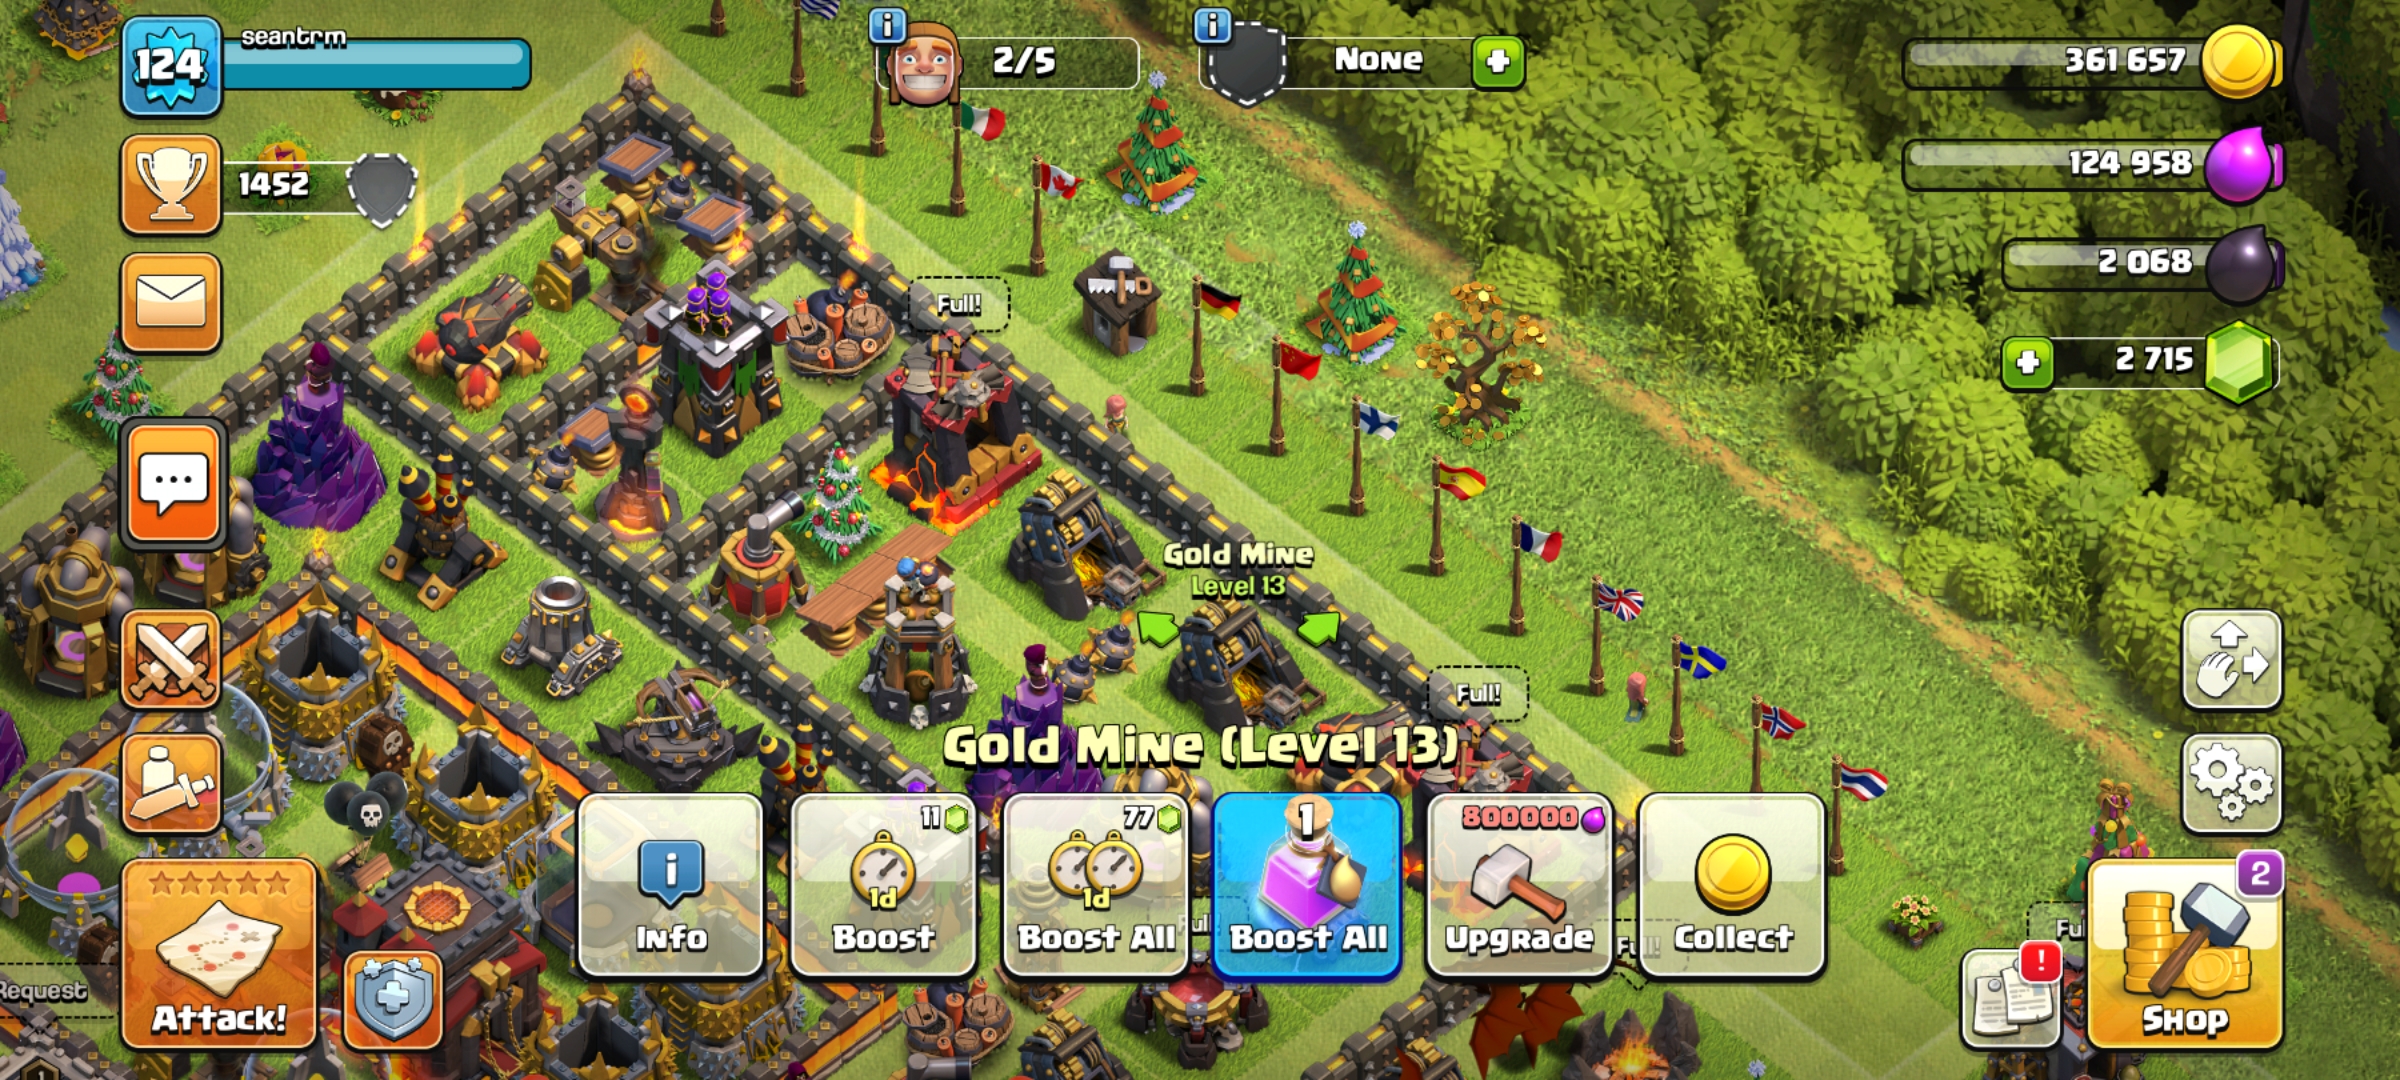 124
seantrm
2/5
None
361 657
1452
124 958
2 068
2 715
Full!
Gold Mine
Level 13
Full!
Gold Mine (Level 13)
11
1d
Boost
77
1d
Boost All
1
Boost All
800000
Upgrade
Collect
Info
Full!
2
!
Request
Attack!
Shop